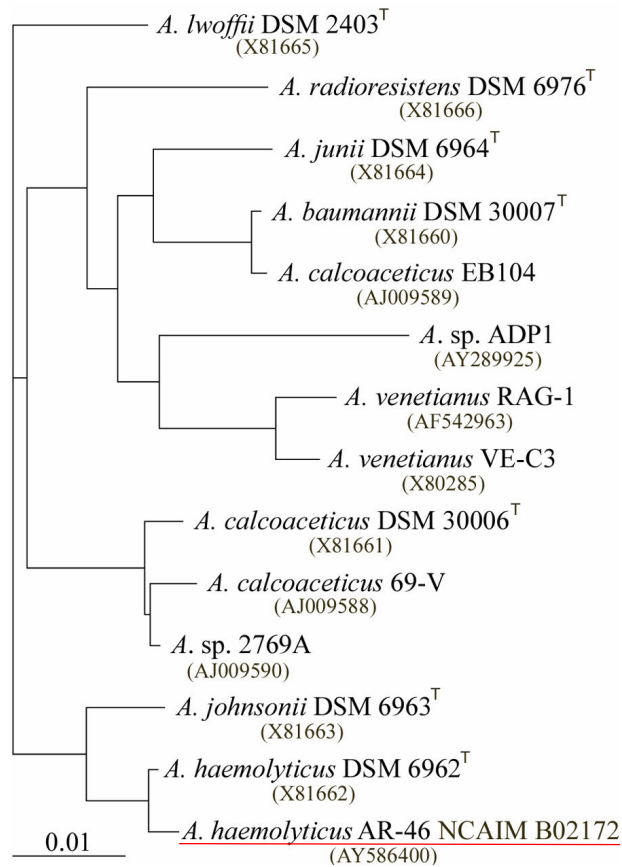 A. lwoffii DSM 2403T
(X81665)
A. radioresistens DSM 6976T
(X81666)
A. junii DSM 6964T
(X81664)
A. baumannii DSM 30007T
(X81660)
A. calcoaceticus EB104
(AJ009589)
A. sp. ADP1
(AY289925)
A. venetianus RAG-1
(AF542963)
A. venetianus VE-C3
(X80285)
A. calcoaceticus DSM 30006T
(X81661)
A. calcoaceticus 69-V
(AJ009588)
A. sp. 2769A
(AJ009590)
A. johnsonii DSM 6963T
(X81663)
A. haemolyticus DSM 6962T
(X81662)
A. haemolyticus AR-46 NCAIM B02172
(AY586400)
0.01